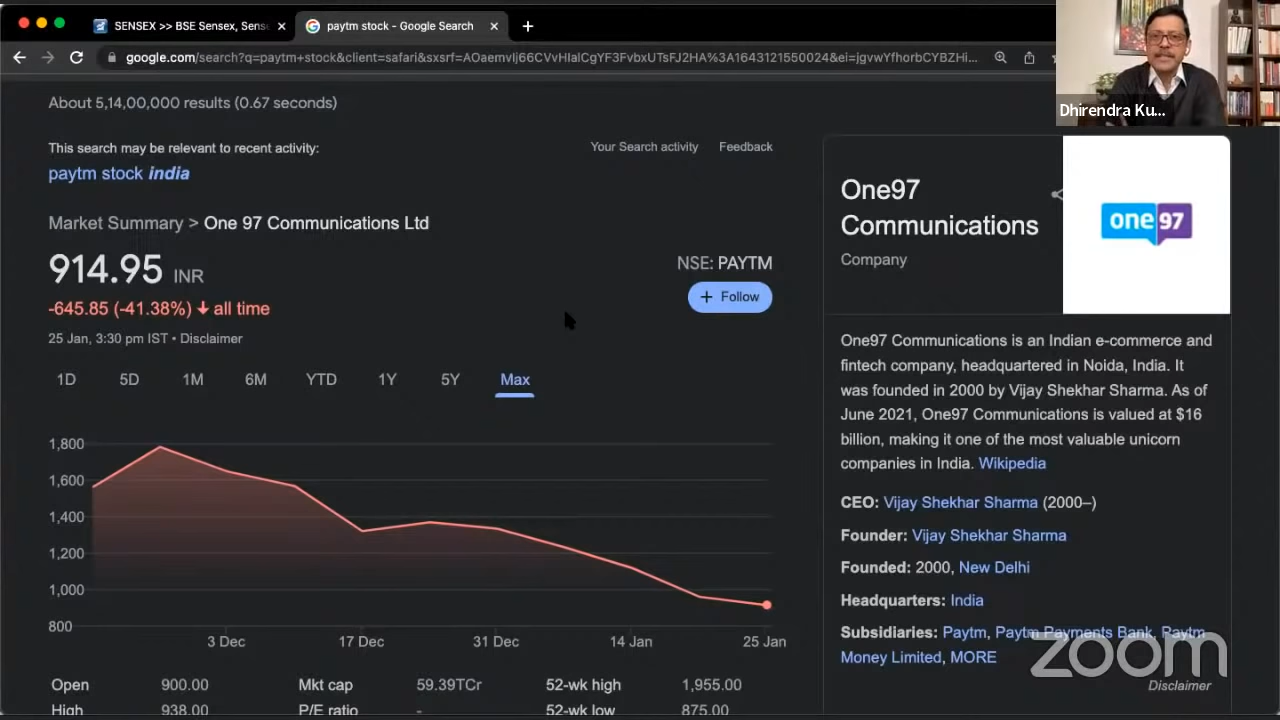 SENSEX >> BSE Sensex, Sens
paytm stock - Google Search
google.com/search?q=paytm+stock&client=safari&sxsrf=AOaemvIj66CVvHIalCgYF3FvbxUTsFJ2HA%3A1643121550024&ei=jgvwYfhorbCYBZHi...
Dhirendra Ku...
About 5,14,00,000 results (0.67 seconds)
This search may be relevant to recent activity:
Your Search activity Feedback
paytm stock india
Market Summary > One 97 Communications Ltd
914.95 INR
NSE: PAYTM
+ Follow
-645.85 (-41.38%) ↓ all time
25 Jan, 3:30 pm IST • Disclaimer
1D 5D 1M 6M YTD 1Y 5Y Max
1,800
1,600
1,400
1,200
1,000
800
3 Dec 17 Dec 31 Dec 14 Jan 25 Jan
Open 900.00 Mkt cap 59.39TCr 52-wk high 1,955.00
High 938.00 P/E ratio - 52-wk low 875.00
One97
Communications
Company
one 97
One97 Communications is an Indian e-commerce and
fintech company, headquartered in Noida, India. It
was founded in 2000 by Vijay Shekhar Sharma. As of
June 2021, One97 Communications is valued at $16
billion, making it one of the most valuable unicorn
companies in India. Wikipedia
CEO: Vijay Shekhar Sharma (2000–)
Founder: Vijay Shekhar Sharma
Founded: 2000, New Delhi
Headquarters: India
Subsidiaries: Paytm, Paytm Payments Bank, Paytm
Money Limited, MORE
zoom
Disclaimer